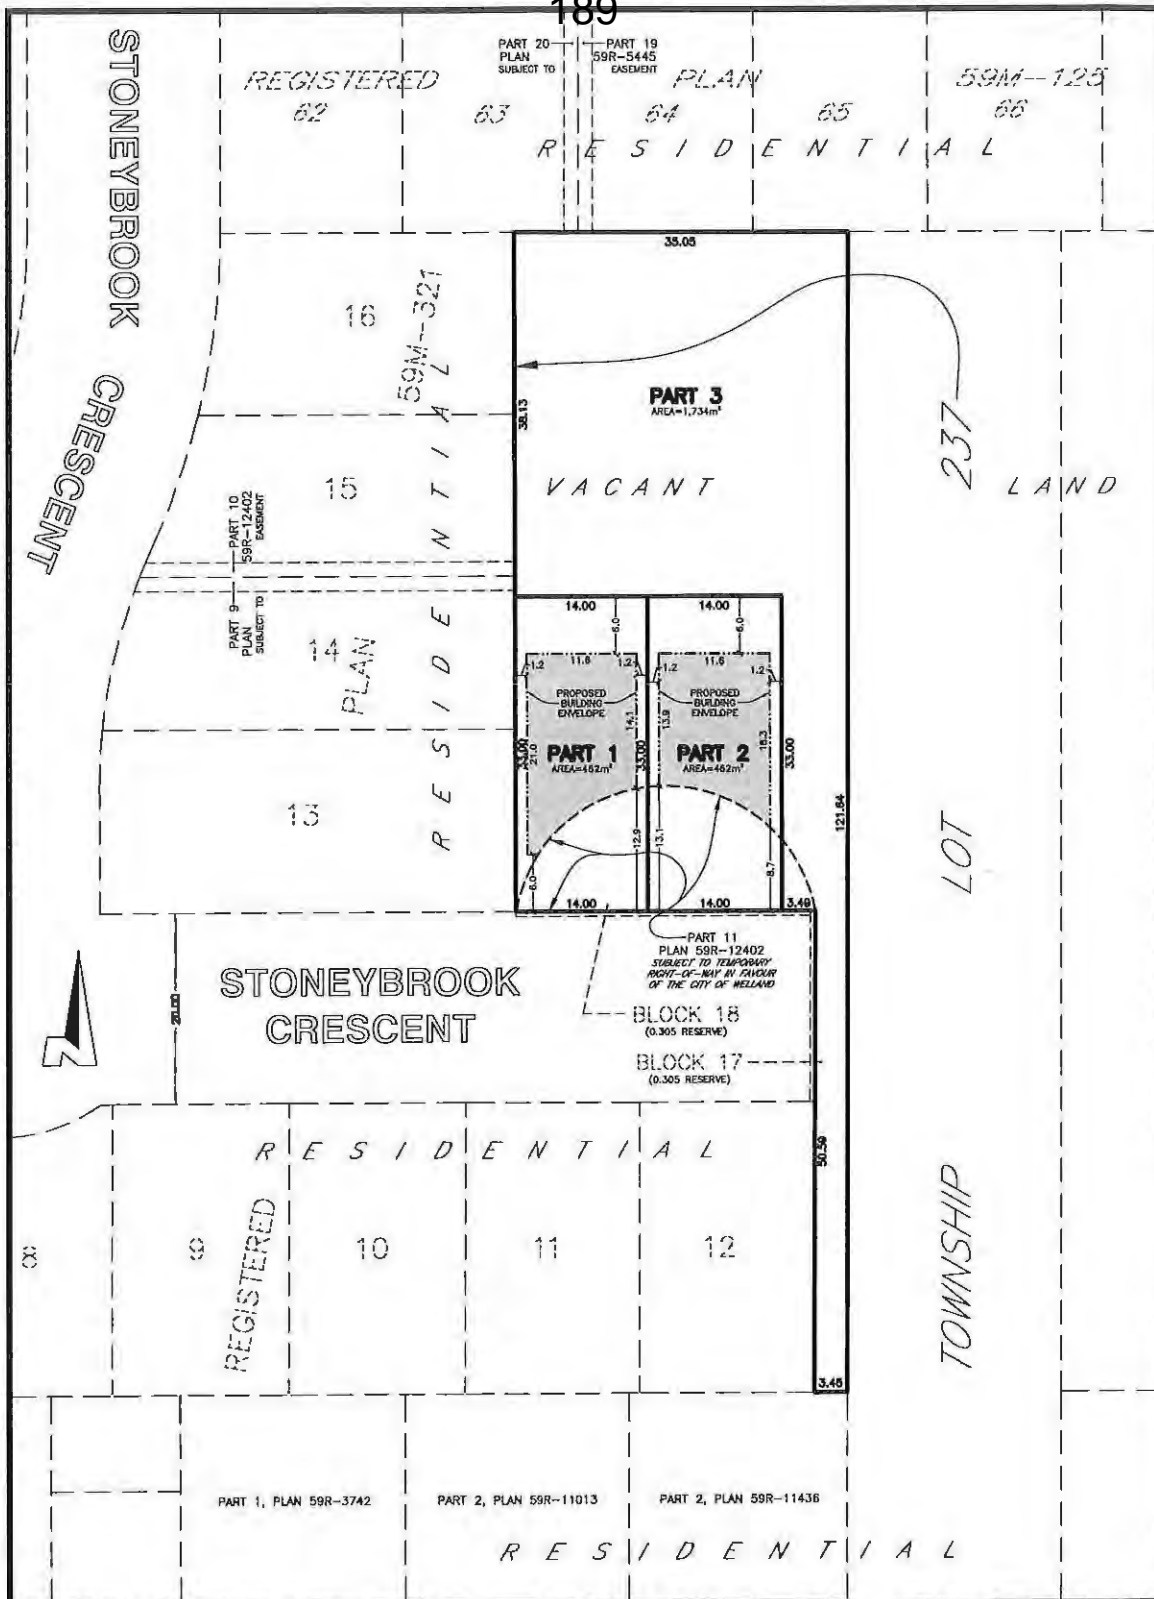 189
PART 20
PLAN
SUBJECT TO
PART 19
59R-5445
EASEMENT
REGISTERED PLAN 59M-125
62 63 64 65 66
RESIDENTIAL
STONEYBROOK CRESCENT
35.05
16
59M-321
38.13
PART 3
AREA=1,734m²
237
VACANT LAND
15
PART 10
59R-12402
EASEMENT
PART 9
PLAN
SUBJECT TO
14
PLAN
RESIDENTIAL
14.00 14.00
6.0 6.0
1.2 11.6 1.2
1.2 11.6 1.2
PROPOSED
BUILDING
ENVELOPE
PROPOSED
BUILDING
ENVELOPE
14.1 13.9
33.00 21.0
PART 1
AREA=462m²
33.00
PART 2
AREA=462m²
33.00
121.64
13
12.9 13.1 8.7
6.0
14.00 14.00 3.49
LOT
PART 11
PLAN 59R-12402
SUBJECT TO TEMPORARY
RIGHT-OF-WAY IN FAVOUR
OF THE CITY OF WELLAND
STONEYBROOK
CRESCENT
20.00
BLOCK 18
(0.305 RESERVE)
BLOCK 17
(0.305 RESERVE)
N
RESIDENTIAL
50.59
TOWNSHIP
8 9 10 11 12
REGISTERED
3.48
PART 1, PLAN 59R-3742
PART 2, PLAN 59R-11013
PART 2, PLAN 59R-11436
RESIDENTIAL